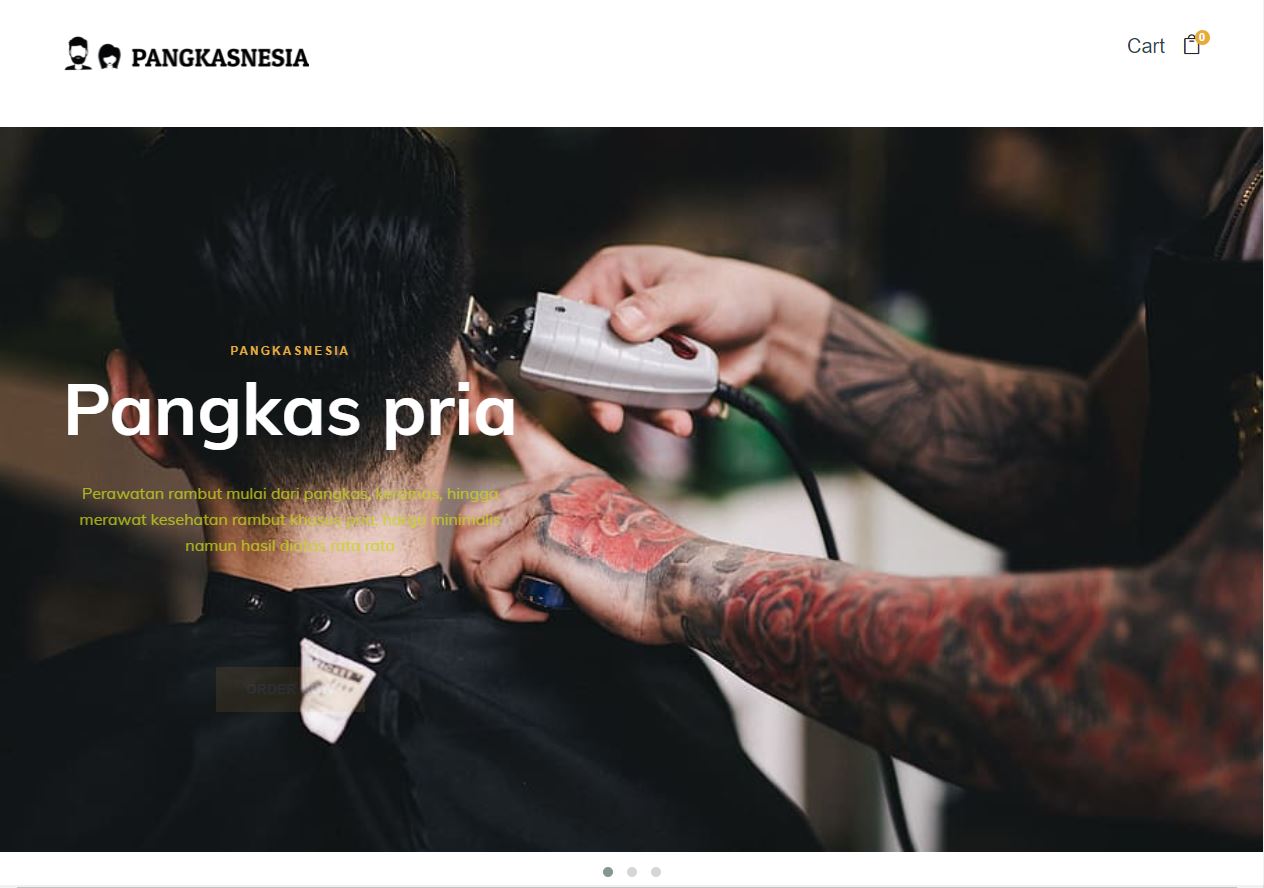 PANGKASNESIA
Cart
0
PANGKASNESIA
Pangkas pria
Perawatan rambut mulai dari pangkas, keramas, hingga
merawat kesehatan rambut khusus pria, harga minimalis
namun hasil diatas rata rata
ORDER NOW